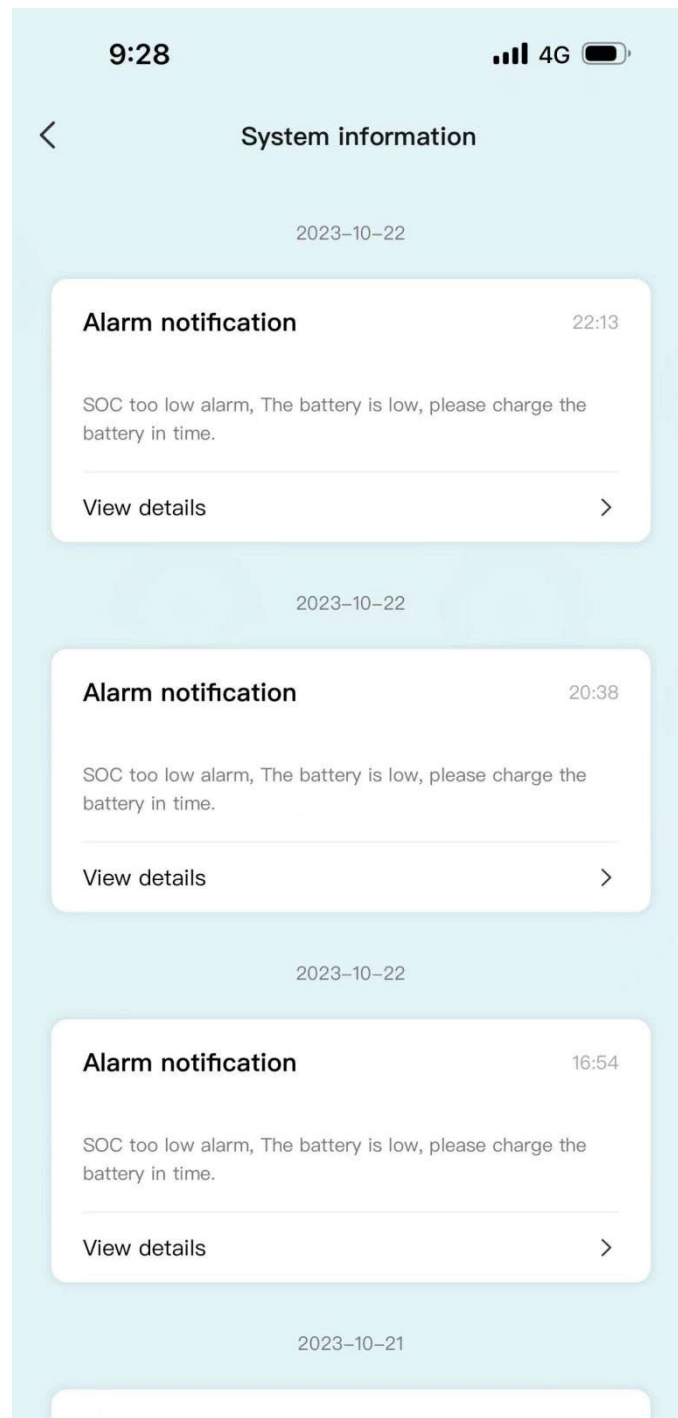 9:28 4G
System information
2023-10-22
Alarm notification 22:13
SOC too low alarm, The battery is low, please charge the
battery in time.
View details
2023-10-22
Alarm notification 20:38
SOC too low alarm, The battery is low, please charge the
battery in time.
View details
2023-10-22
Alarm notification 16:54
SOC too low alarm, The battery is low, please charge the
battery in time.
View details
2023-10-21